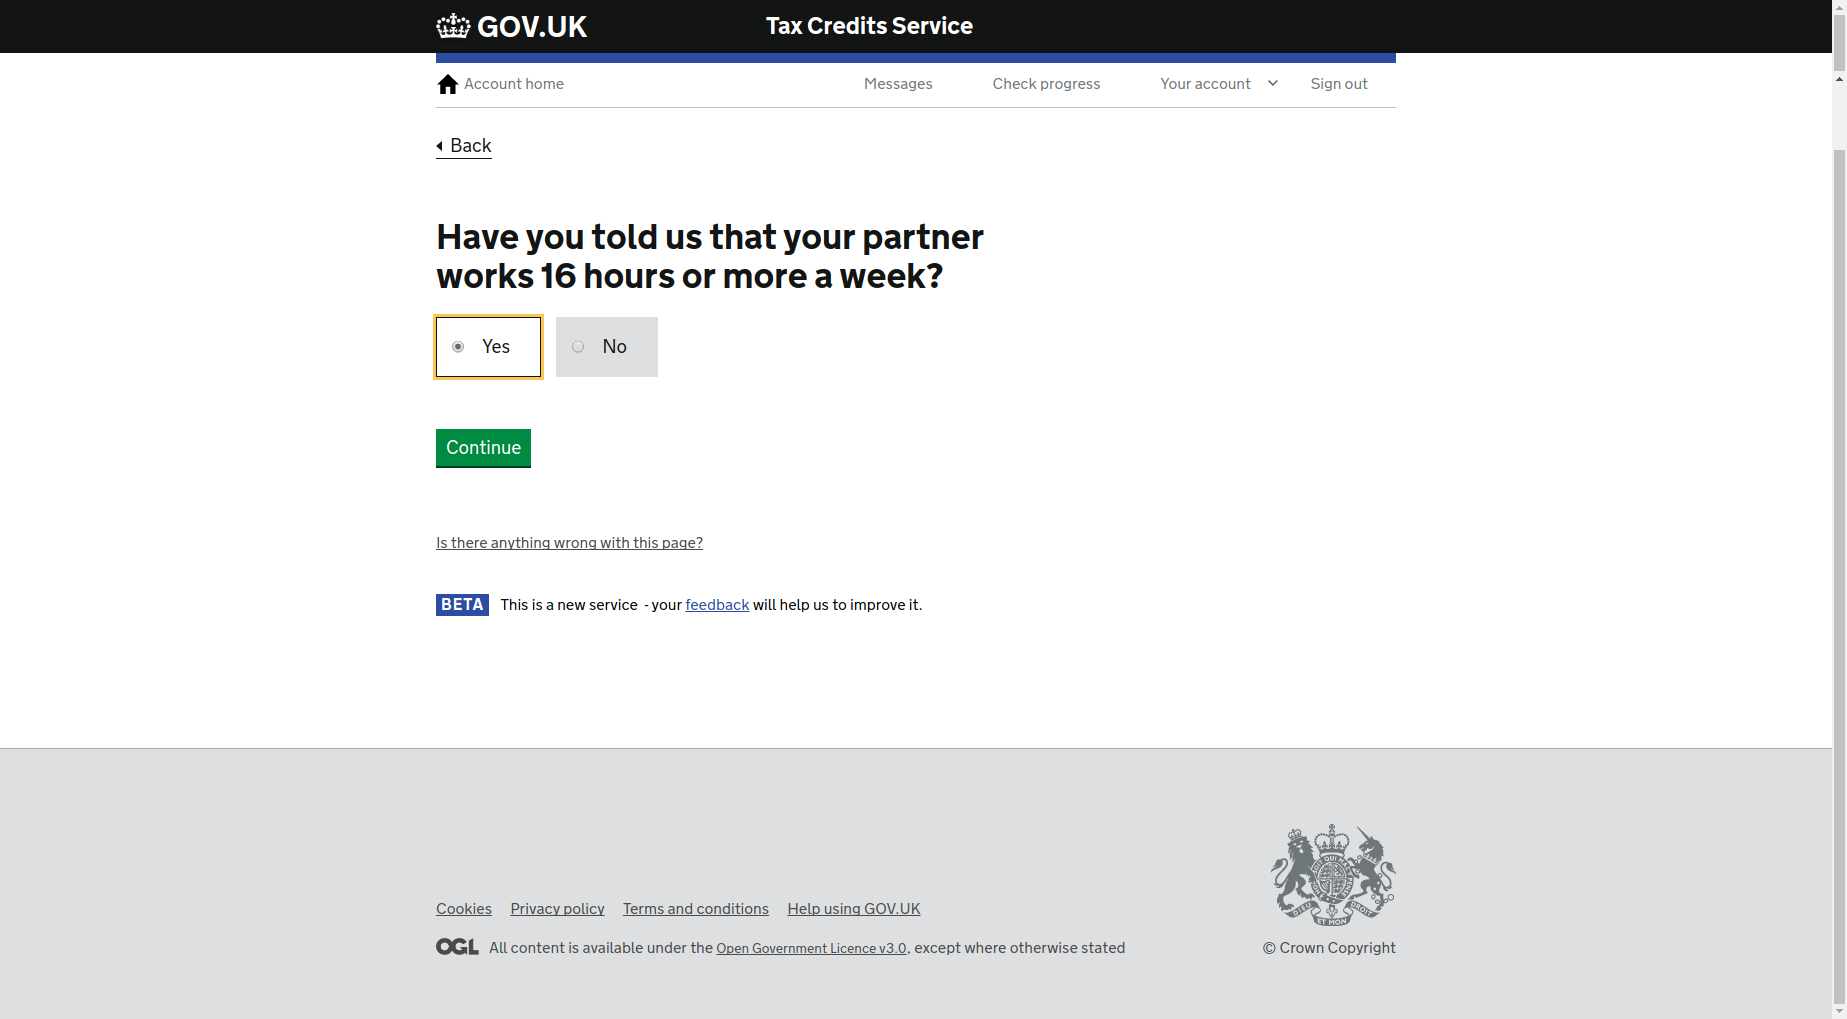 GOV.UK
Tax Credits Service
Account home
Messages
Check progress
Your account
Sign out
Back
Have you told us that your partner
works 16 hours or more a week?
Yes
No
Continue
Is there anything wrong with this page?
BETA This is a new service - your feedback will help us to improve it.
Cookies
Privacy policy
Terms and conditions
Help using GOV.UK
OGL All content is available under the Open Government Licence v3.0, except where otherwise stated
DIEU ET MON DROIT
© Crown Copyright